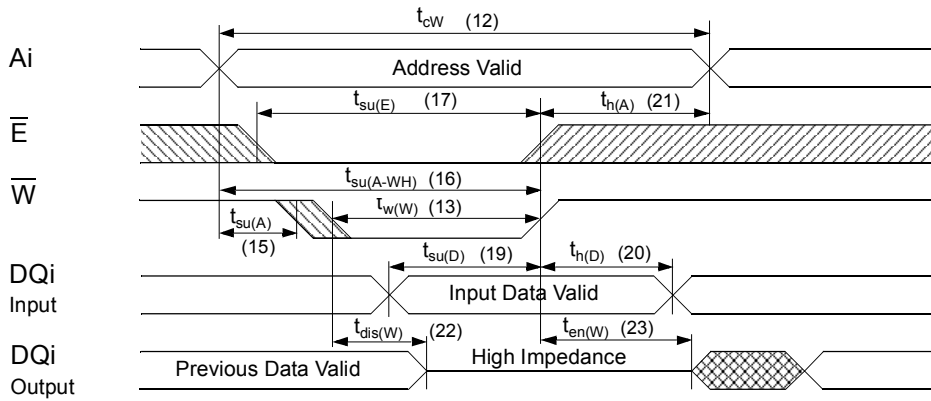 tcW (12)
Ai
Address Valid
tsu(E) (17)
th(A) (21)
E
tsu(A-WH) (16)
W
tw(W) (13)
tsu(A)
(15)
tsu(D) (19)
th(D) (20)
DQi
Input
Input Data Valid
tdis(W) (22)
ten(W) (23)
DQi
Output
Previous Data Valid
High Impedance